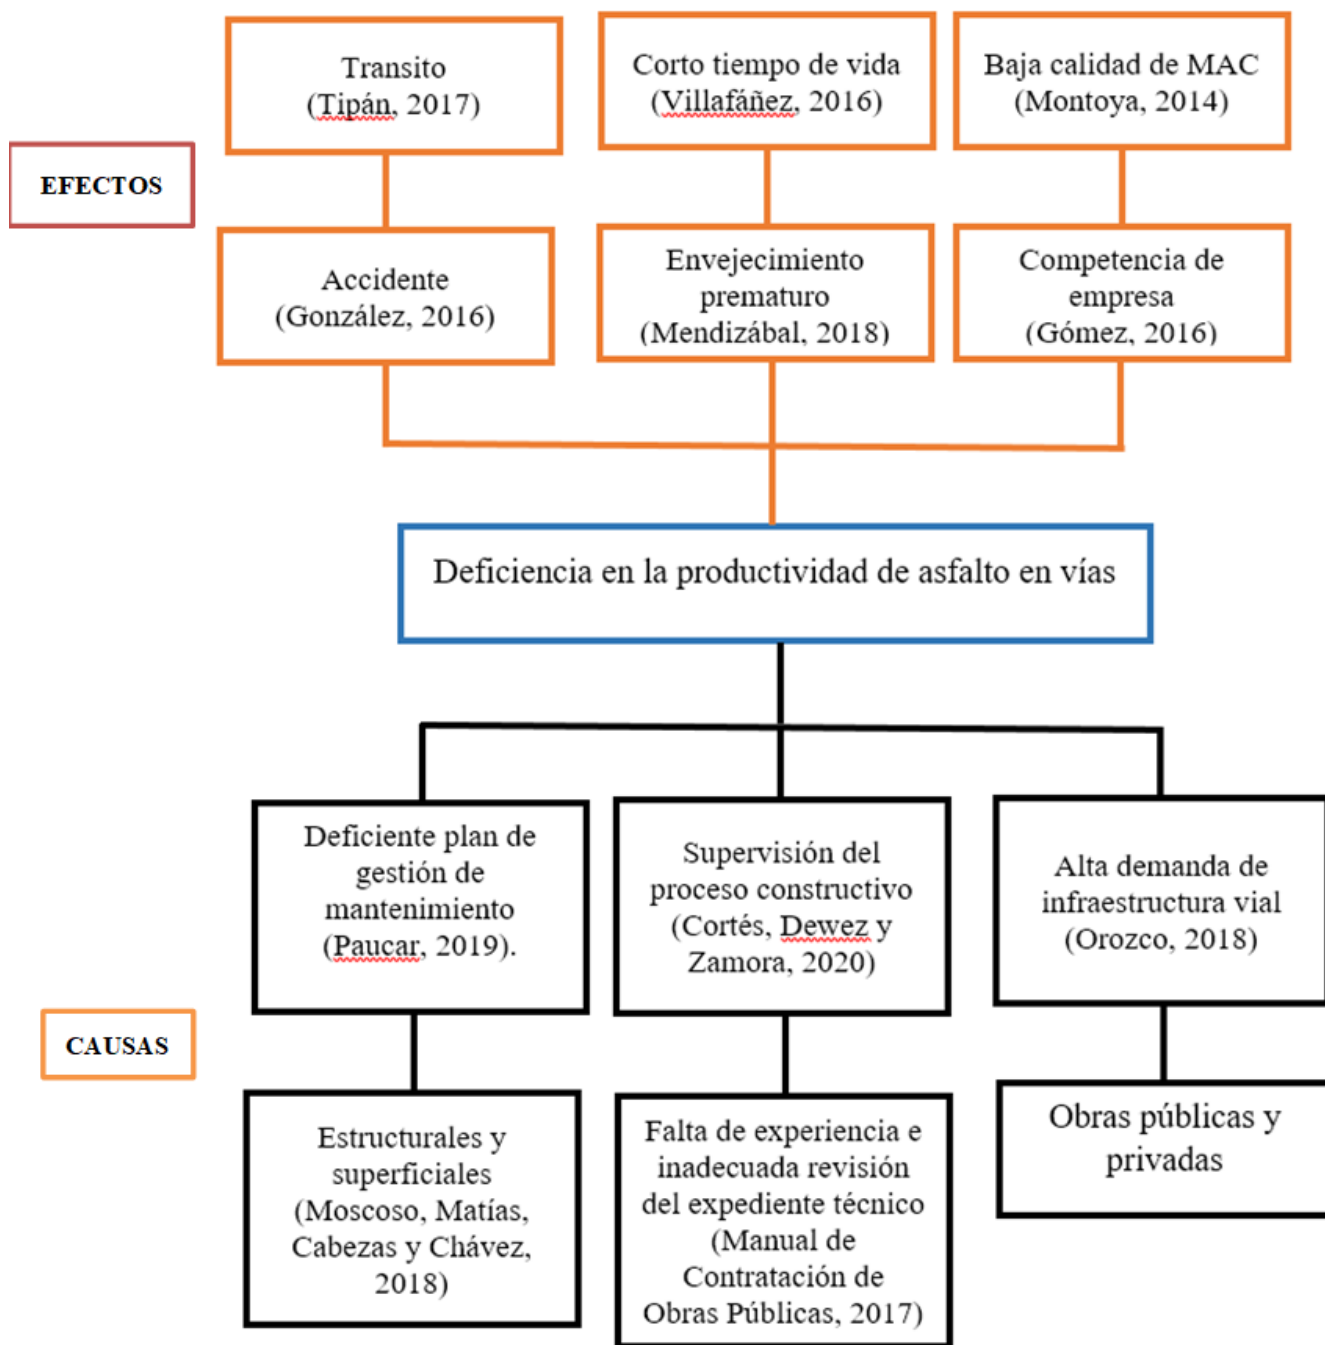 Transito
(Tipán, 2017)
Corto tiempo de vida
(Villafáñez, 2016)
Baja calidad de MAC
(Montoya, 2014)
EFECTOS
Accidente
(González, 2016)
Envejecimiento
prematuro
(Mendizábal, 2018)
Competencia de
empresa
(Gómez, 2016)
Deficiencia en la productividad de asfalto en vías
Deficiente plan de
gestión de
mantenimiento
(Paucar, 2019).
Supervisión del
proceso constructivo
(Cortés, Dewez y
Zamora, 2020)
Alta demanda de
infraestructura vial
(Orozco, 2018)
CAUSAS
Estructurales y
superficiales
(Moscoso, Matías,
Cabezas y Chávez,
2018)
Falta de experiencia e
inadecuada revisión
del expediente técnico
(Manual de
Contratación de
Obras Públicas, 2017)
Obras públicas y
privadas